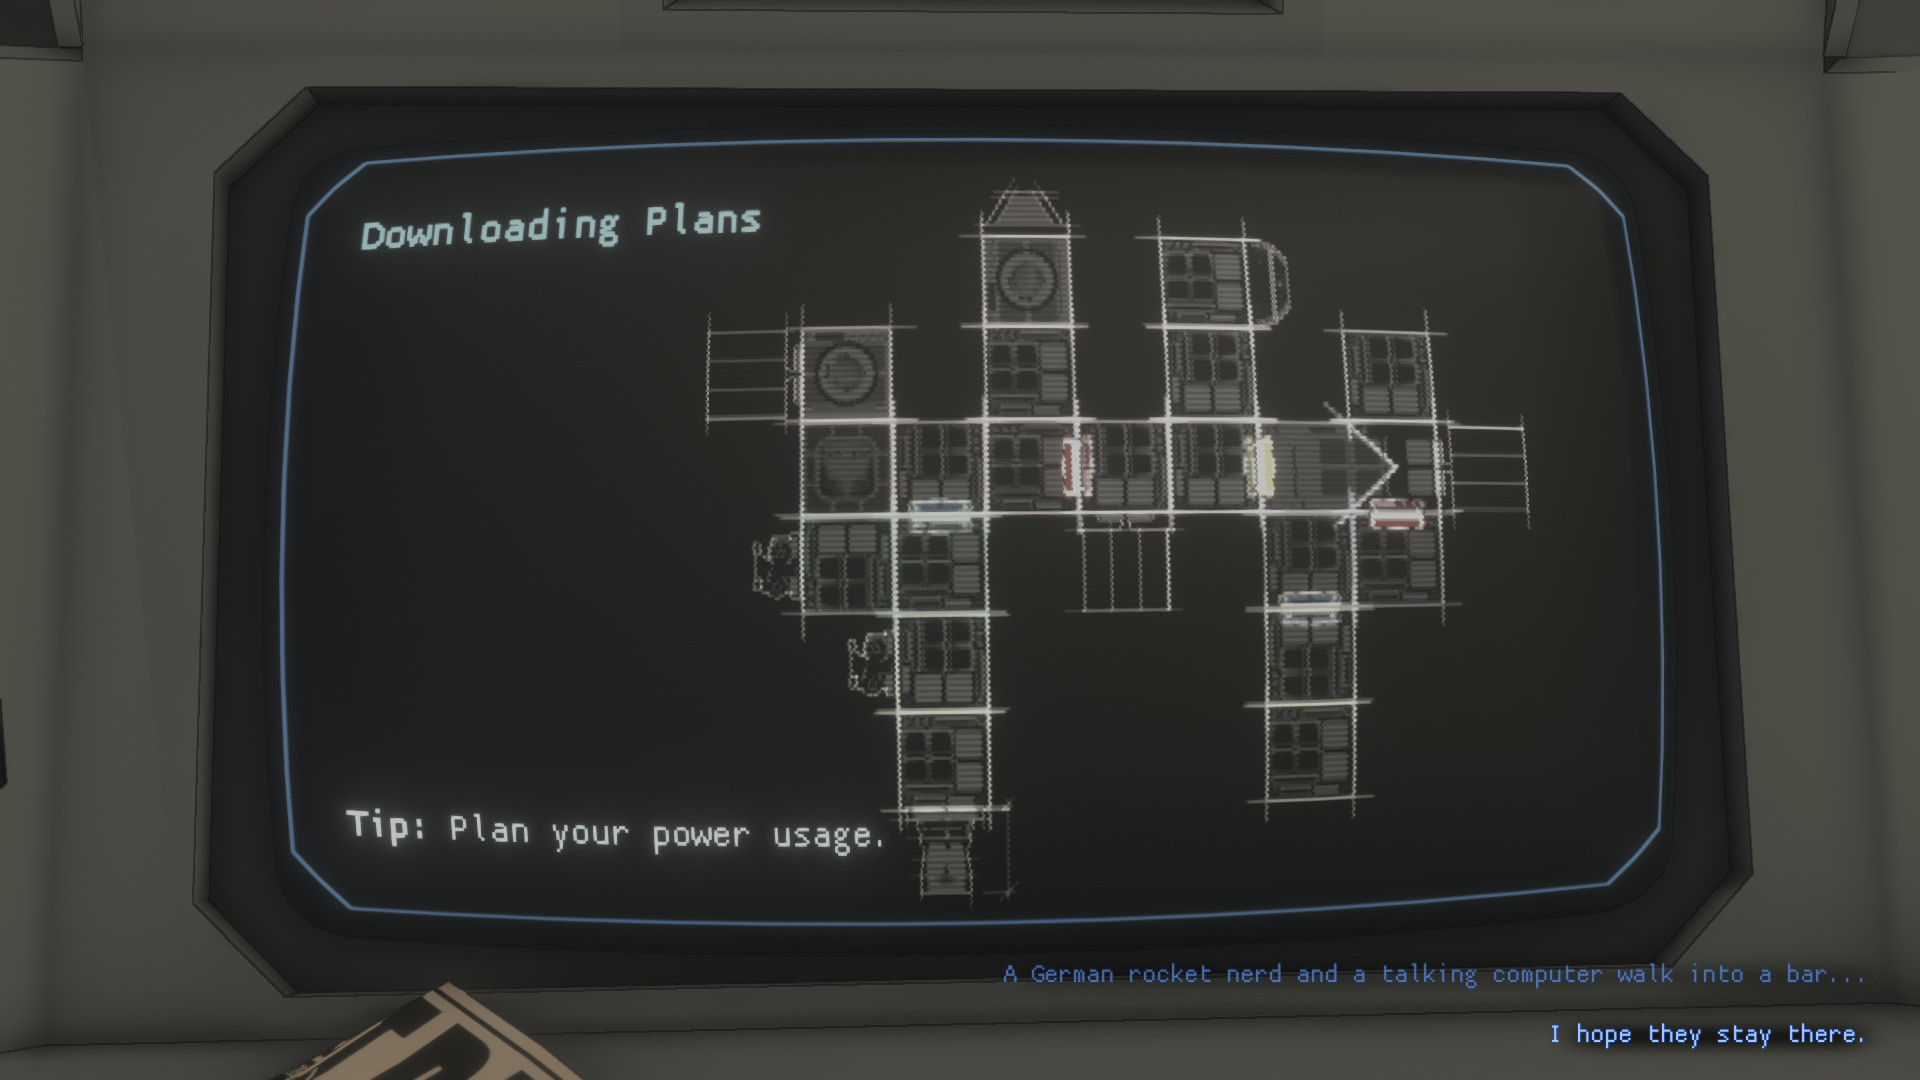 Downloading Plans
Tip: Plan your power usage.
A German rocket nerd and a talking computer walk into a bar...
I hope they stay there.